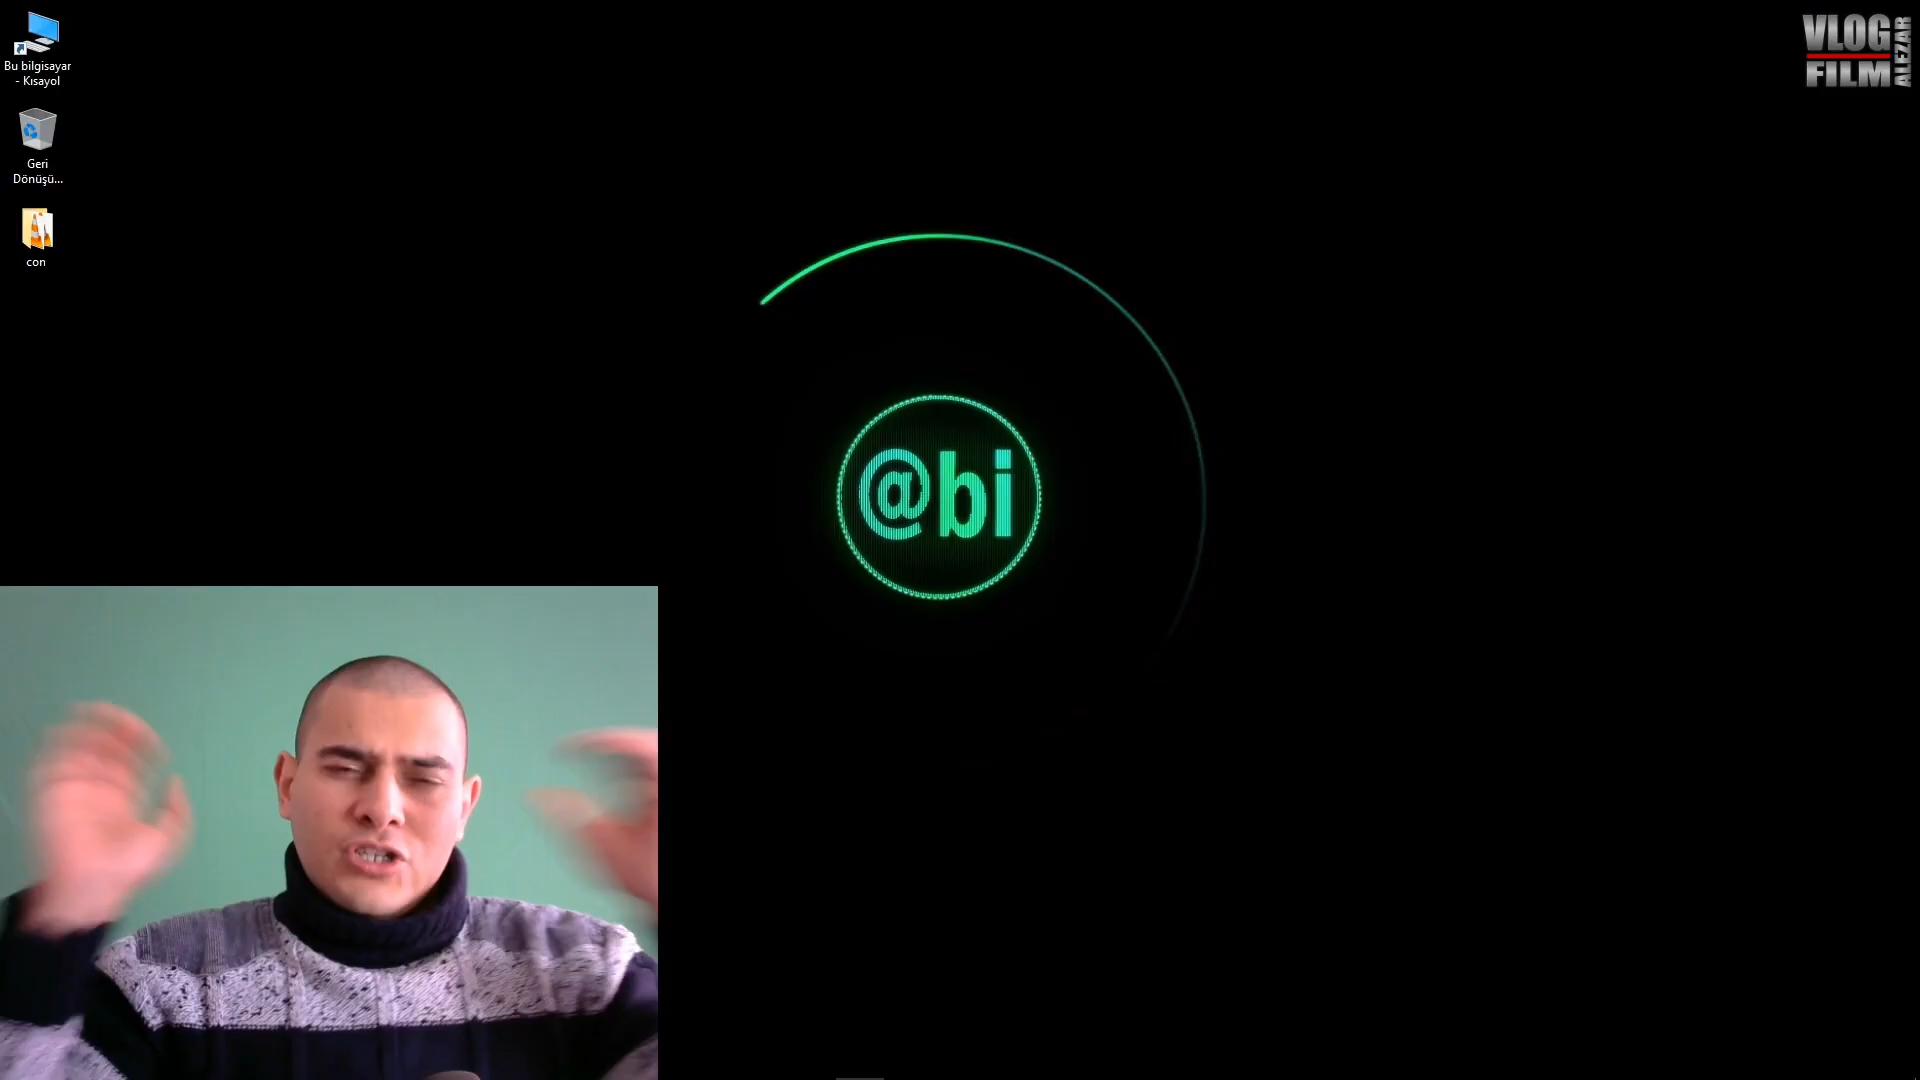 Bu bilgisayar
- Kısayol
Geri
Dönüşü...
con
@bi
VLOG
FILM
ALEZAR